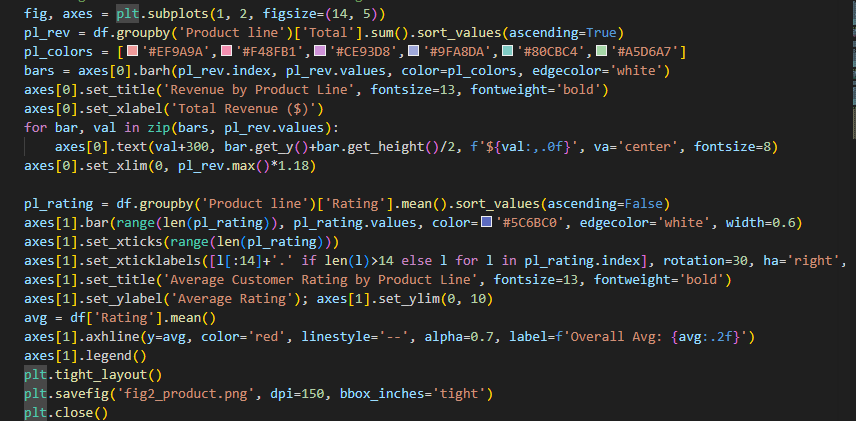 fig, axes = plt.subplots(1, 2, figsize=(14, 5))
pl_rev = df.groupby('Product line')['Total'].sum().sort_values(ascending=True)
pl_colors = ['#EF9A9A','#F48FB1','#CE93D8','#9FA8DA','#80CBC4','#A5D6A7']
bars = axes[0].barh(pl_rev.index, pl_rev.values, color=pl_colors, edgecolor='white')
axes[0].set_title('Revenue by Product Line', fontsize=13, fontweight='bold')
axes[0].set_xlabel('Total Revenue ($)')
for bar, val in zip(bars, pl_rev.values):
    axes[0].text(val+300, bar.get_y()+bar.get_height()/2, f'${val:,.0f}', va='center', fontsize=8)
axes[0].set_xlim(0, pl_rev.max()*1.18)

pl_rating = df.groupby('Product line')['Rating'].mean().sort_values(ascending=False)
axes[1].bar(range(len(pl_rating)), pl_rating.values, color='#5C6BC0', edgecolor='white', width=0.6)
axes[1].set_xticks(range(len(pl_rating)))
axes[1].set_xticklabels([l[:14]+'.' if len(l)>14 else l for l in pl_rating.index], rotation=30, ha='right',
axes[1].set_title('Average Customer Rating by Product Line', fontsize=13, fontweight='bold')
axes[1].set_ylabel('Average Rating'); axes[1].set_ylim(0, 10)
avg = df['Rating'].mean()
axes[1].axhline(y=avg, color='red', linestyle='--', alpha=0.7, label=f'Overall Avg: {avg:.2f}')
axes[1].legend()
plt.tight_layout()
plt.savefig('fig2_product.png', dpi=150, bbox_inches='tight')
plt.close()